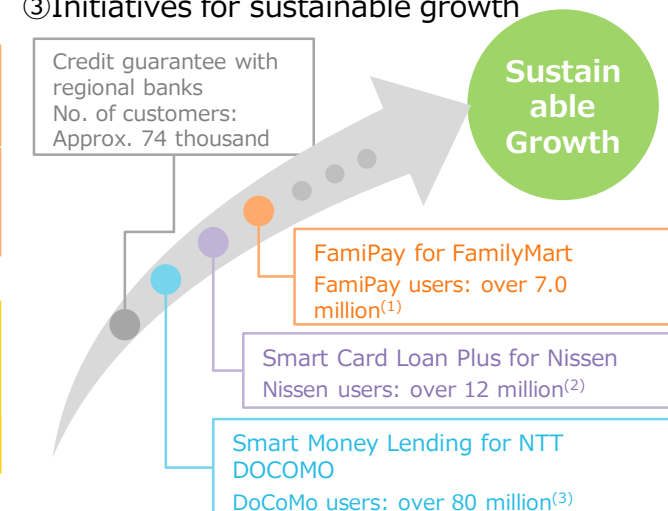 ③Initiatives for sustainable growth
Credit guarantee with
regional banks
No. of customers:
Approx. 74 thousand
Sustain
able
Growth
FamiPay for FamilyMart
FamiPay users: over 7.0
million(1)
Smart Card Loan Plus for Nissen
Nissen users: over 12 million(2)
Smart Money Lending for NTT
DOCOMO
DoCoMo users: over 80 million(3)